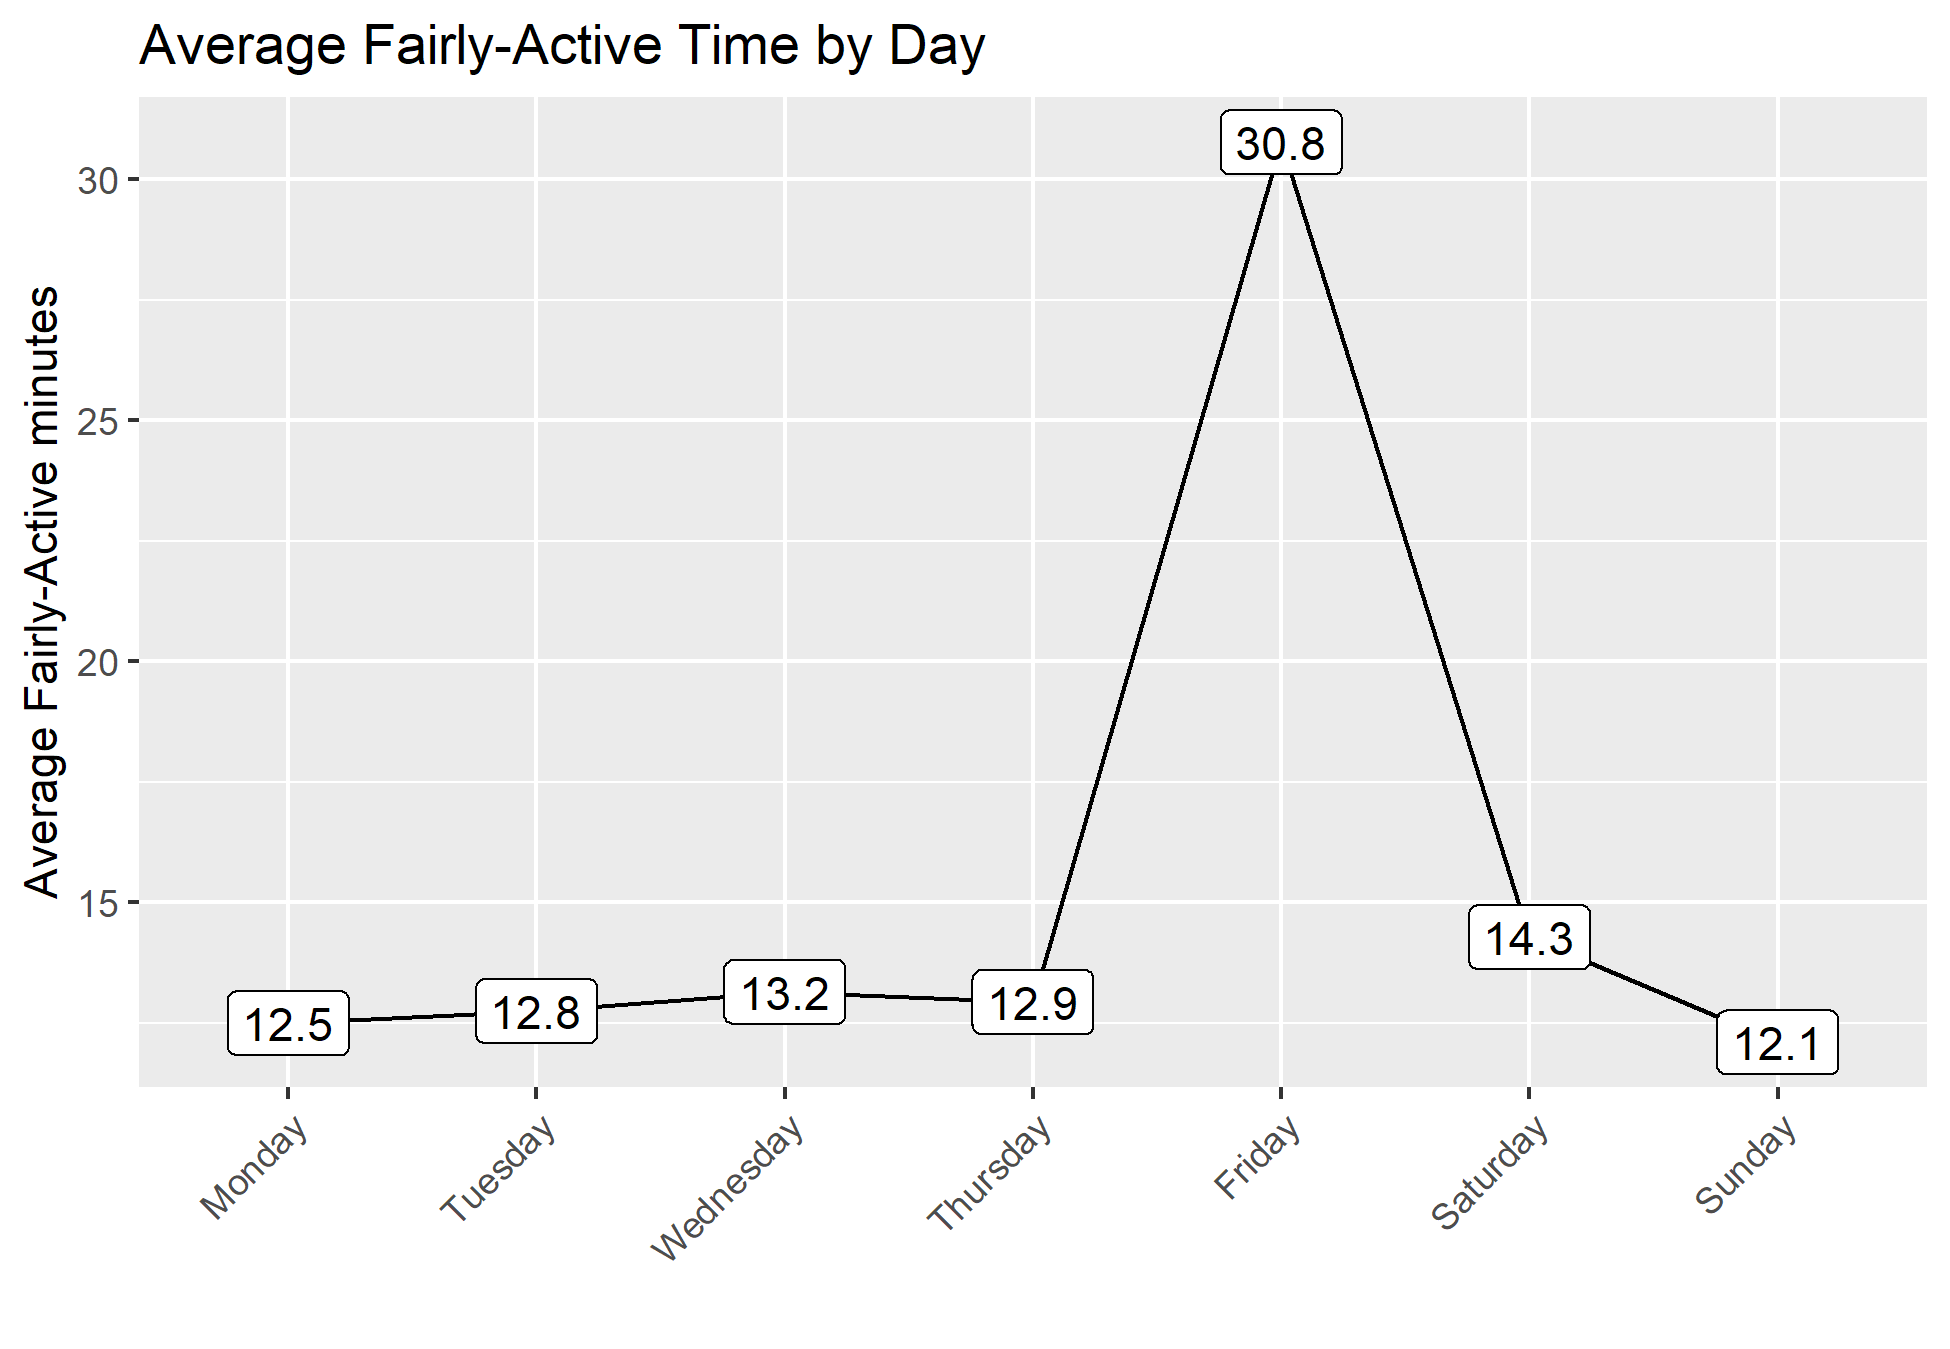 Average Fairly-Active Time by Day
Average Fairly-Active minutes
30
25
20
15
12.5
12.8
13.2
12.9
30.8
14.3
12.1
Monday
Tuesday
Wednesday
Thursday
Friday
Saturday
Sunday